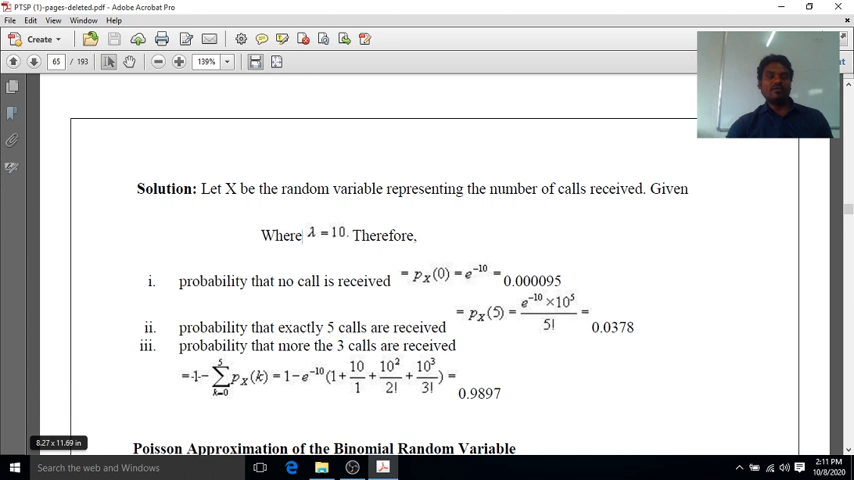 PTSP (1)-pages-deleted.pdf - Adobe Acrobat Pro
File Edit View Window Help
Create
65 / 193 139%
Solution: Let X be the random variable representing the number of calls received. Given
Where λ = 10. Therefore,
i. probability that no call is received = p_X(0) = e^{-10} = 0.000095
ii. probability that exactly 5 calls are received = p_X(5) = \frac{e^{-10} ×10^5}{5!} = 0.0378
iii. probability that more the 3 calls are received
= 1 - \sum_{k=0}^{5} p_X(k) = 1 - e^{-10}(1 + \frac{10}{1} + \frac{10^2}{2!} + \frac{10^3}{3!}) = 0.9897
8.27 x 11.69 in
Poisson Approximation of the Binomial Random Variable
Search the web and Windows
2:11 PM
10/8/2020